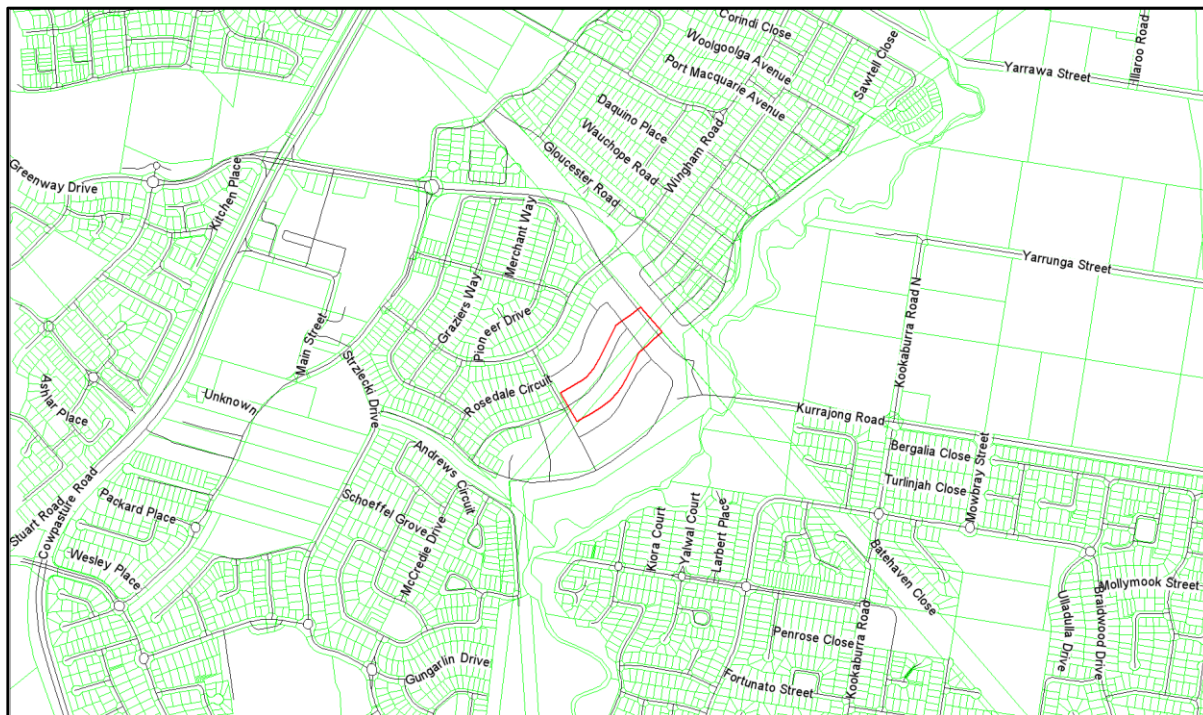 Corindi Close
Woolgoolga Avenue
Port Macquarie Avenue
Sawtell Close
Illaroo Road
Yarrawa Street
Daquino Place
Wauchope Road
Wingham Road
Gloucester Road
Greenway Drive
Kitchen Place
Merchant Way
Graziers Way
Pioneer Drive
Yarrunga Street
Kookaburra Road N
Main Street
Strzlecki Drive
Rosedale Circuit
Unknown
Ashlar Place
Kurrajong Road
Bergalia Close
Turlinjah Close
Mowbray Street
Andrews Circuit
Schoeffel Grove
McCredie Drive
Packard Place
Stuart Road
Cowpasture Road
Wesley Place
Kiora Court
Yalwal Court
Larbert Place
Batehaven Close
Mollymook Street
Ulladulla Drive
Braidwood Drive
Penrose Close
Kookaburra Road
Gungarlin Drive
Fortunato Street